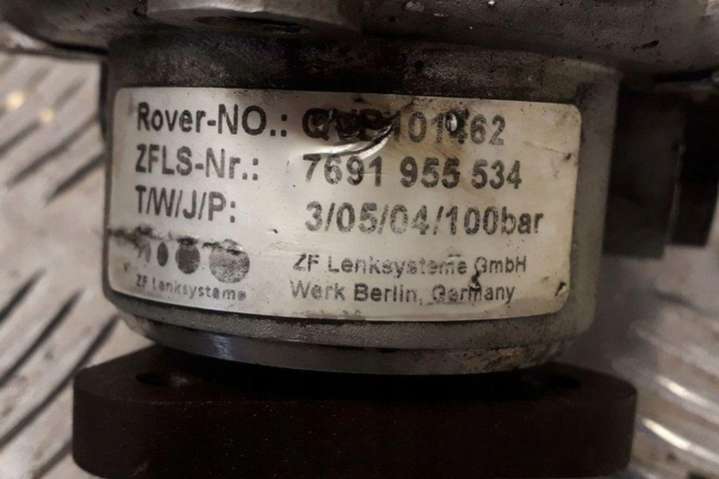 Rover-NO.: 62
ZFLS-Nr.: 7691 955 534
T/W/J/P: 3/05/04/100bar
ZF Lenksysteme GmbH
ZF Lenksysteme Werk Berlin, Germany